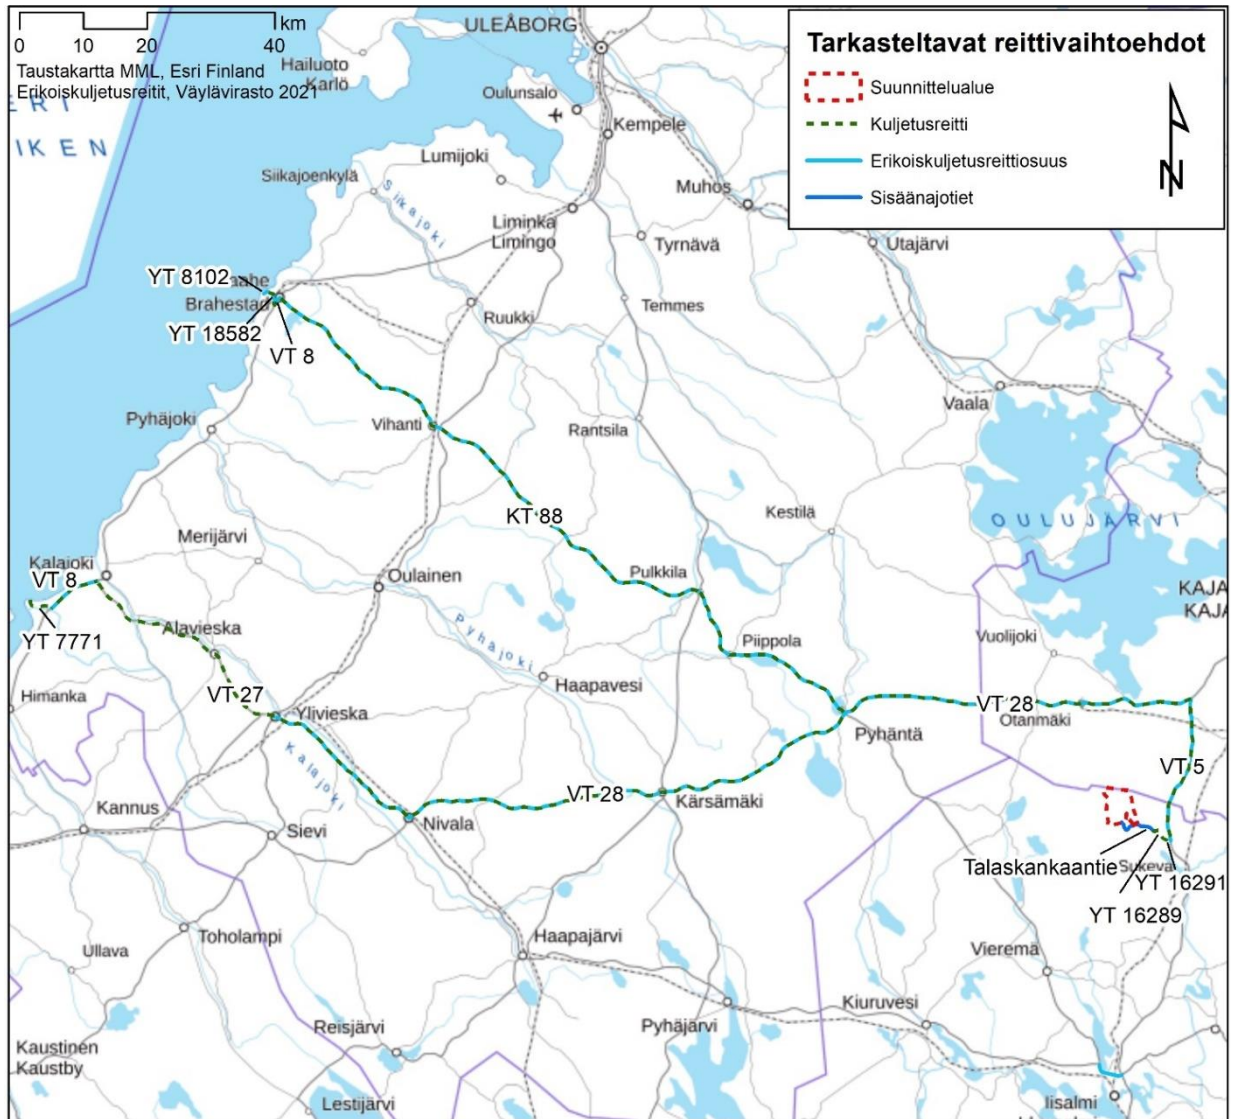 km
0 10 20 40
Taustakartta MML, Esri Finland
Erikoiskuljetusreitit, Väylävirasto 2021
Tarkasteltavat reittivaihtoehdot
Suunnittelualue
Kuljetusreitti
Erikoiskuljetusreittiosuus
Sisäänajotiet
N
ULEÅBORG
Hailuoto
Karlö
Oulunsalo
Kempele
IKEN
Lumijoki
Siikajoenkylä
Siikajoki
Muhos
Liminka
Limingo
Tyrnävä
Utajärvi
YT 8102
Brahestad
YT 18582
VT 8
Ruukki
Temmes
Vaala
Pyhäjoki
Vihanti
Rantsila
KT 88
Kestilä
OULUJÄRVI
Merijärvi
Kalajoki
VT 8
Oulainen
Pulkkila
KAJA
KAJA
YT 7771
Alavieska
Pyhäjoki
Piippola
Vuolijoki
Himanka
VT 27
Haapavesi
Ylivieska
VT 28
Otanmäki
Pyhäntä
Kalajoki
VT 5
VT 28
Kärsämäki
Kannus
Sievi
Nivala
Talaskankaantie
Sukeva
YT 16291
YT 16289
Toholampi
Haapajärvi
Ullava
Vieremä
Kiuruvesi
Reisjärvi
Pyhäjärvi
Kaustinen
Kaustby
Lestijärvi
Iisalmi